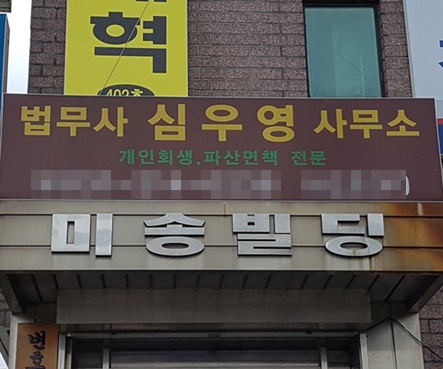 혁
402호
법무사 심우영 사무소
개인회생.파산면책 전문
미송빌딩